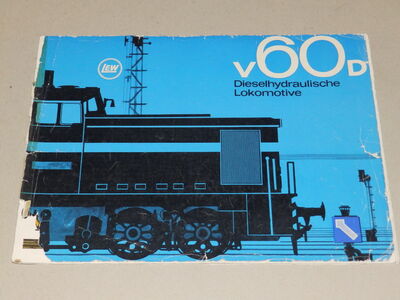 LEW
V60D
Dieselhydraulische
Lokomotive